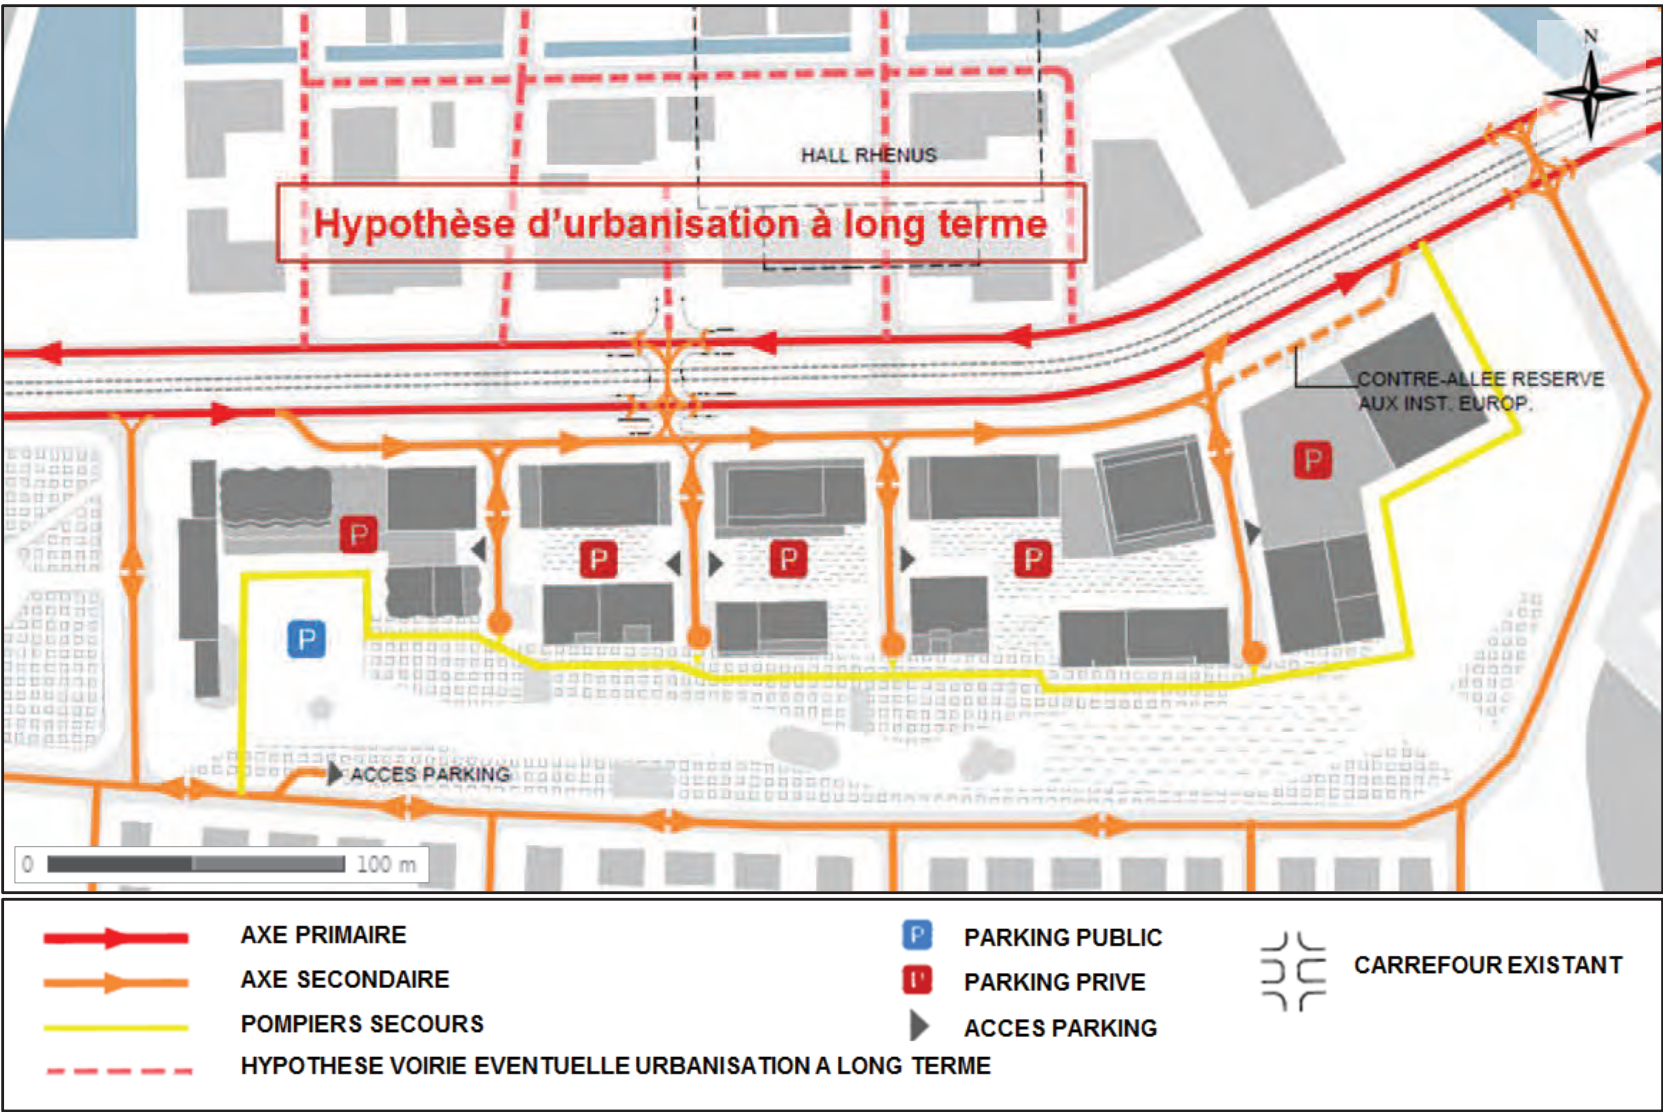 N
HALL RHENUS
Hypothèse d'urbanisation à long terme
CONTRE-ALLEE RESERVE
AUX INST. EUROP.
P
P
P
P
P
P
ACCES PARKING
0 100 m
AXE PRIMAIRE
AXE SECONDAIRE
POMPIERS SECOURS
HYPOTHESE VOIRIE EVENTUELLE URBANISATION A LONG TERME
P PARKING PUBLIC
P PARKING PRIVE
ACCES PARKING
CARREFOUR EXISTANT